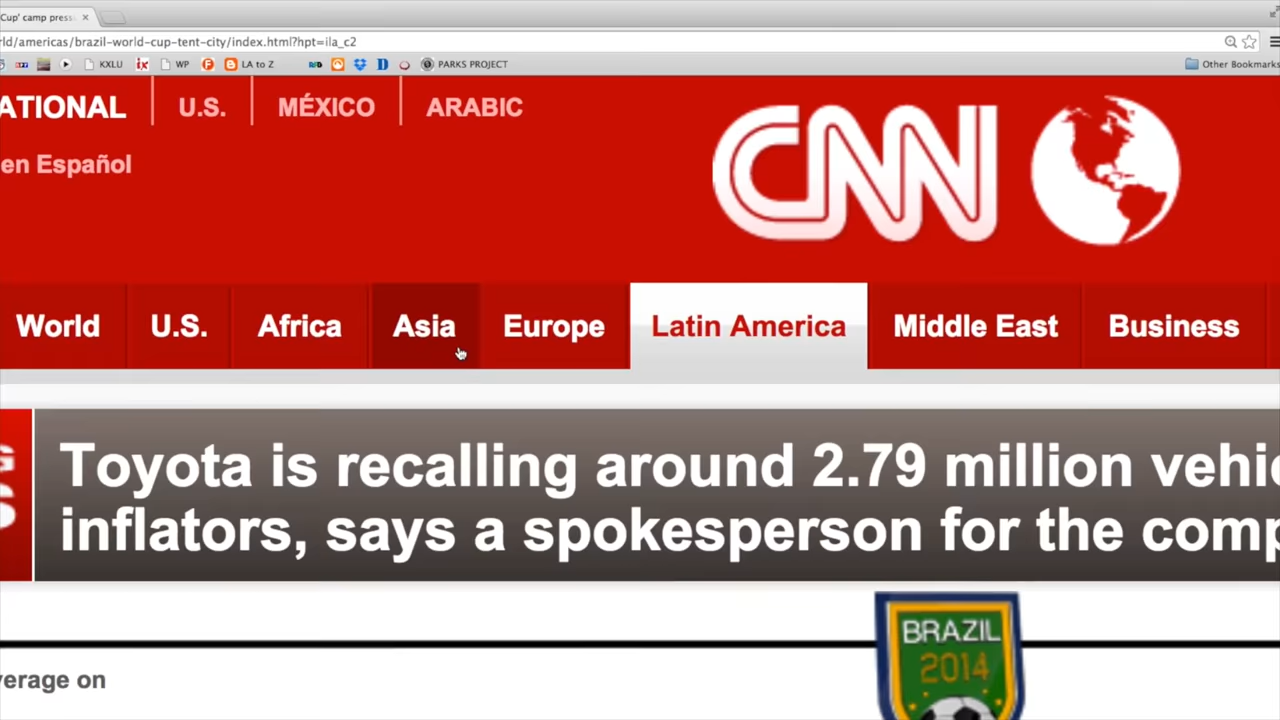 Cup' camp press
rld/americas/brazil-world-cup-tent-city/index.html?hpt=ila_c2
KXLU ix WP F LA to Z D PARKS PROJECT Other Bookmarks
ATIONAL U.S. MÉXICO ARABIC
en Español
CNN
World U.S. Africa Asia Europe Latin America Middle East Business
Toyota is recalling around 2.79 million vehic
inflators, says a spokesperson for the comp
BRAZIL
2014
verage on